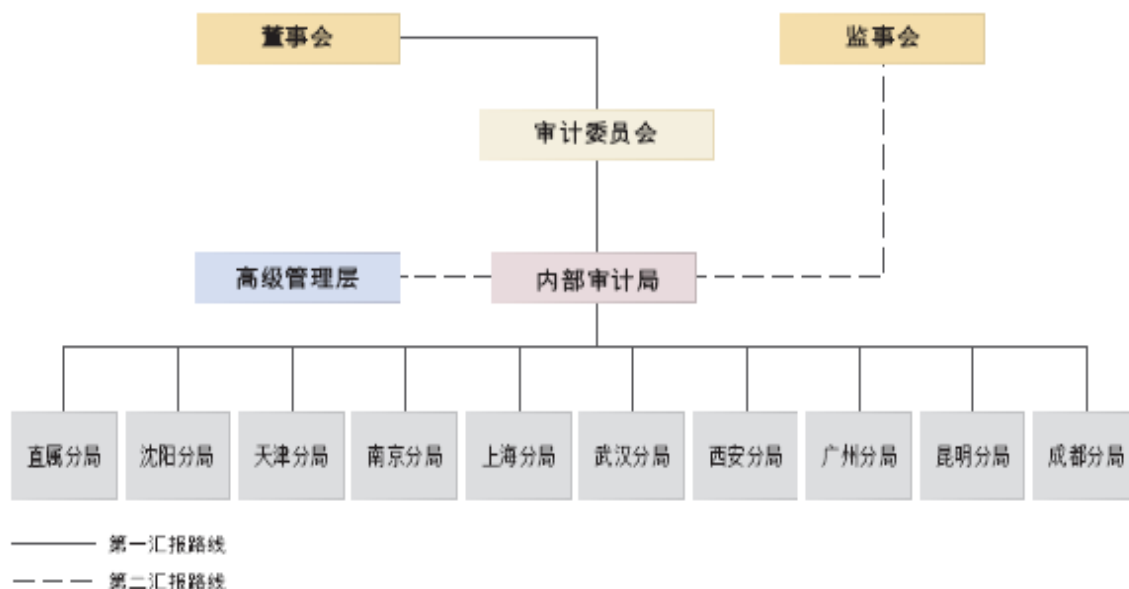 董事会
监事会
审计委员会
高级管理层
内部审计局
直属分局
沈阳分局
天津分局
南京分局
上海分局
武汉分局
西安分局
广州分局
昆明分局
成都分局
第一汇报路线
第二汇报路线